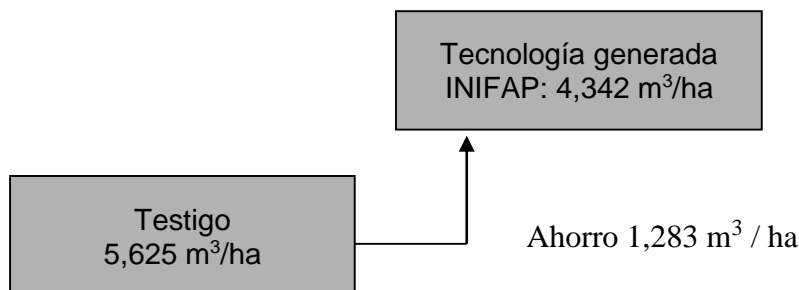 Tecnología generada
INIFAP: 4,342 m³/ha
Testigo
5,625 m³/ha
Ahorro 1,283 m³ / ha